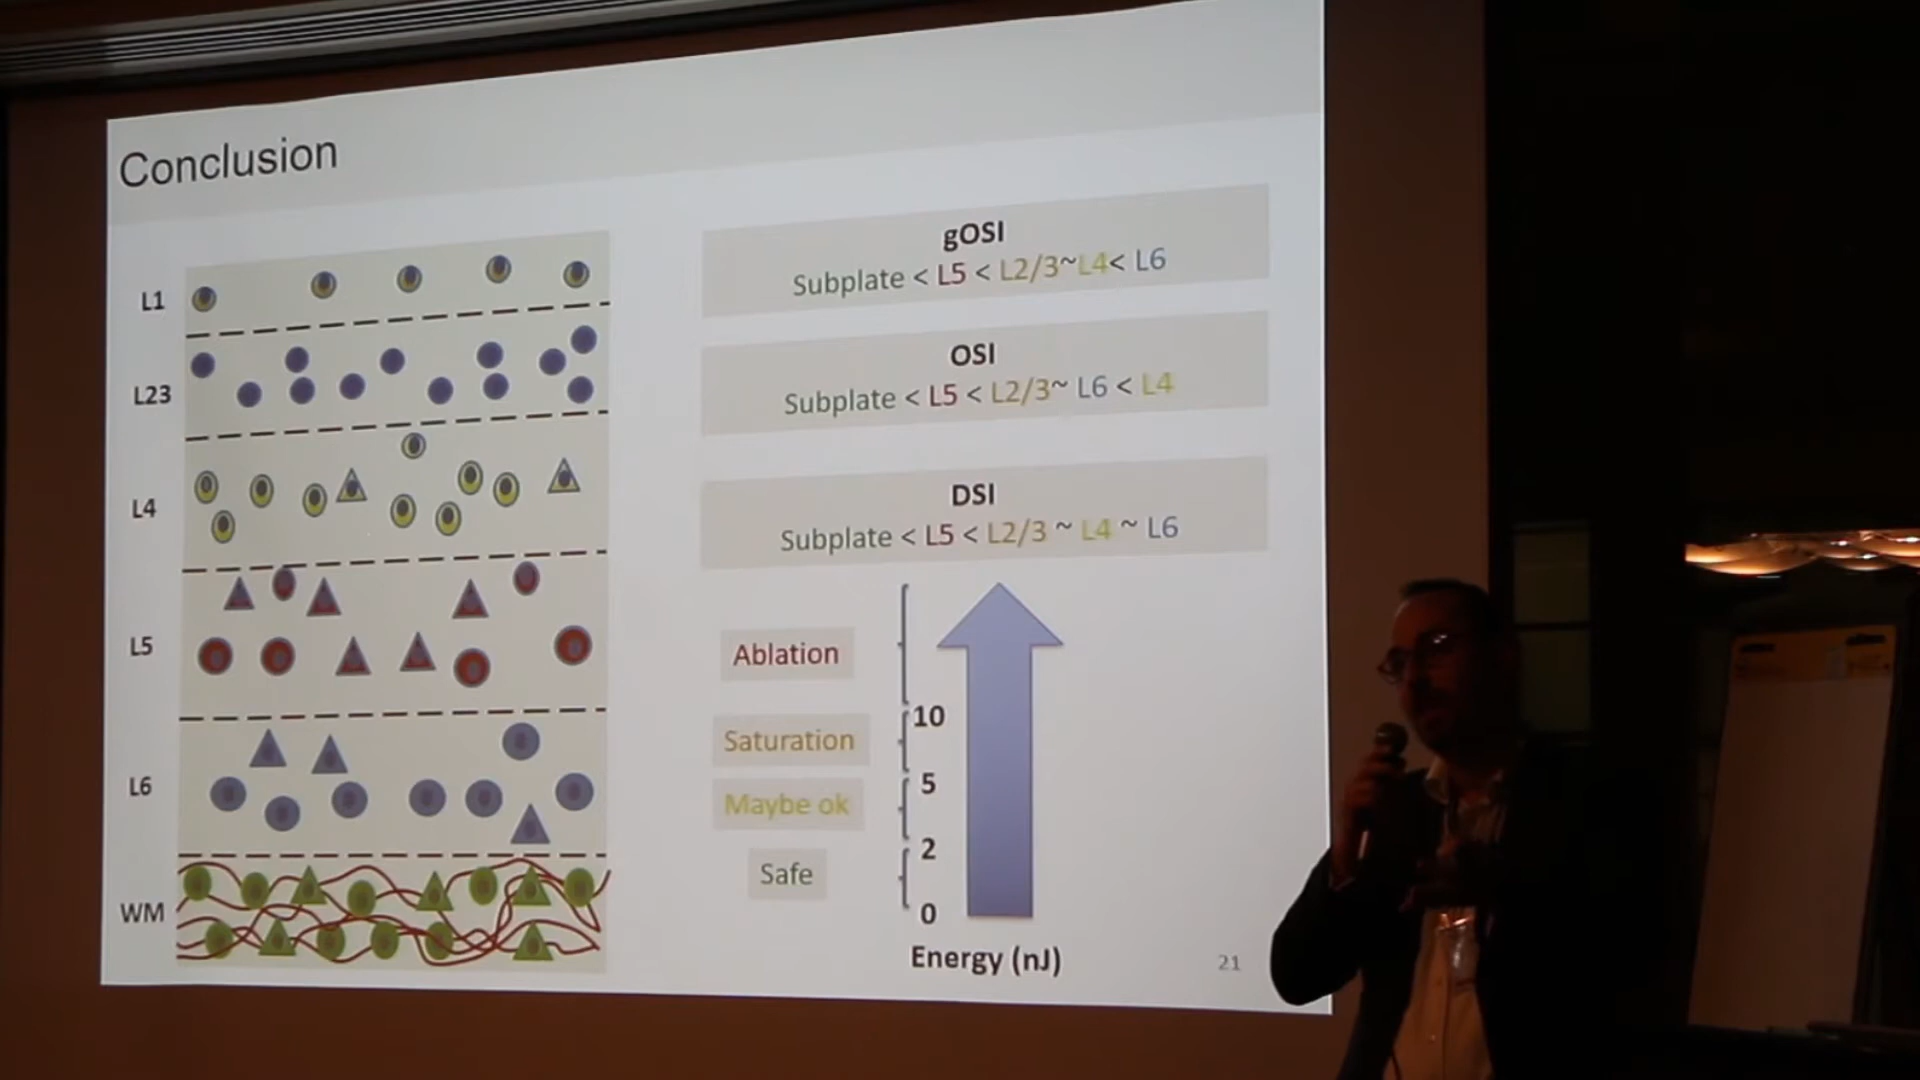 Conclusion
L1
L23
L4
L5
L6
WM
gOSI
Subplate < L5 < L2/3~L4< L6
OSI
Subplate < L5 < L2/3~ L6 < L4
DSI
Subplate < L5 < L2/3 ~ L4 ~ L6
Ablation
10
Saturation
5
Maybe ok
2
Safe
0
Energy (nJ)
21